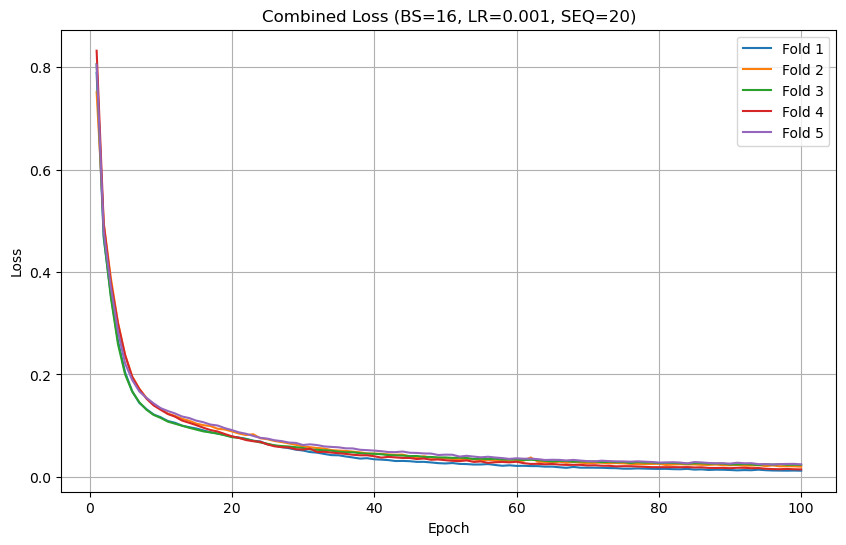 Combined Loss (BS=16, LR=0.001, SEQ=20)
Fold 1
Fold 2
Fold 3
Fold 4
Fold 5
Loss
0.8
0.6
0.4
0.2
0.0
0 20 40 60 80 100
Epoch